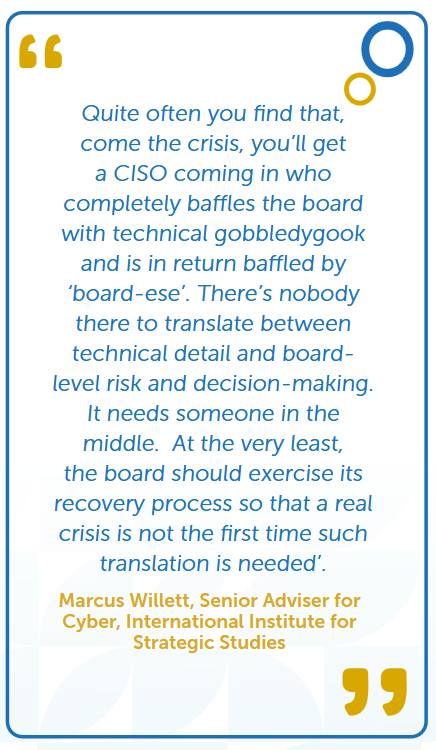 “
Quite often you find that,
come the crisis, you’ll get
a CISO coming in who
completely baffles the board
with technical gobbledygook
and is in return baffled by
‘board-ese’. There’s nobody
there to translate between
technical detail and board-
level risk and decision-making.
It needs someone in the
middle.  At the very least,
the board should exercise its
recovery process so that a real
crisis is not the first time such
translation is needed’.
Marcus Willett, Senior Adviser for
Cyber, International Institute for
Strategic Studies
”